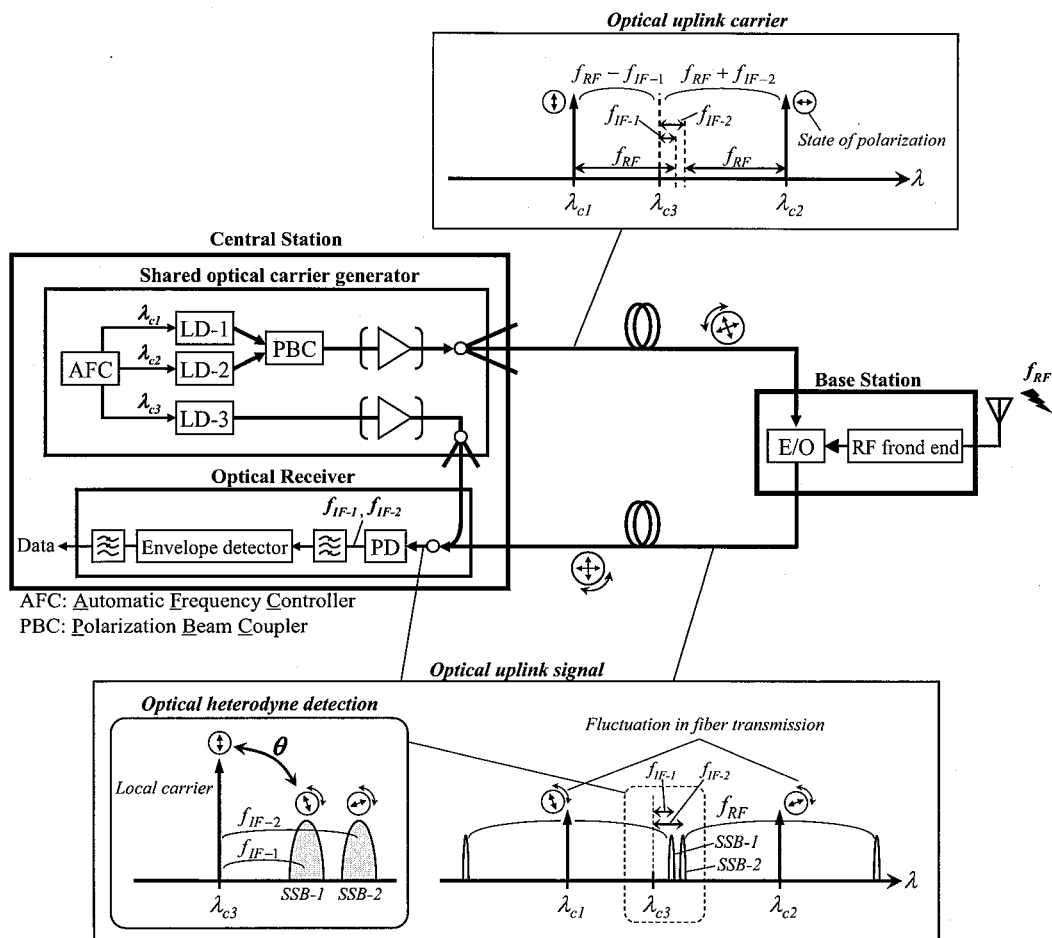 Optical uplink carrier
f_RF − f_IF−1
f_RF + f_IF−2
f_IF-1
f_IF-2
State of polarization
f_RF
f_RF
λ
λ_c1
λ_c3
λ_c2
Central Station
Shared optical carrier generator
λ_c1
LD-1
PBC
AFC
λ_c2
LD-2
λ_c3
LD-3
Base Station
f_RF
E/O
RF frond end
Optical Receiver
f_IF-1, f_IF-2
Data
Envelope detector
PD
AFC: Automatic Frequency Controller
PBC: Polarization Beam Coupler
Optical uplink signal
Optical heterodyne detection
θ
Local carrier
f_IF-2
f_IF-1
SSB-1
SSB-2
λ_c3
Fluctuation in fiber transmission
f_IF-1
f_IF-2
f_RF
SSB-1
SSB-2
λ
λ_c1
λ_c3
λ_c2